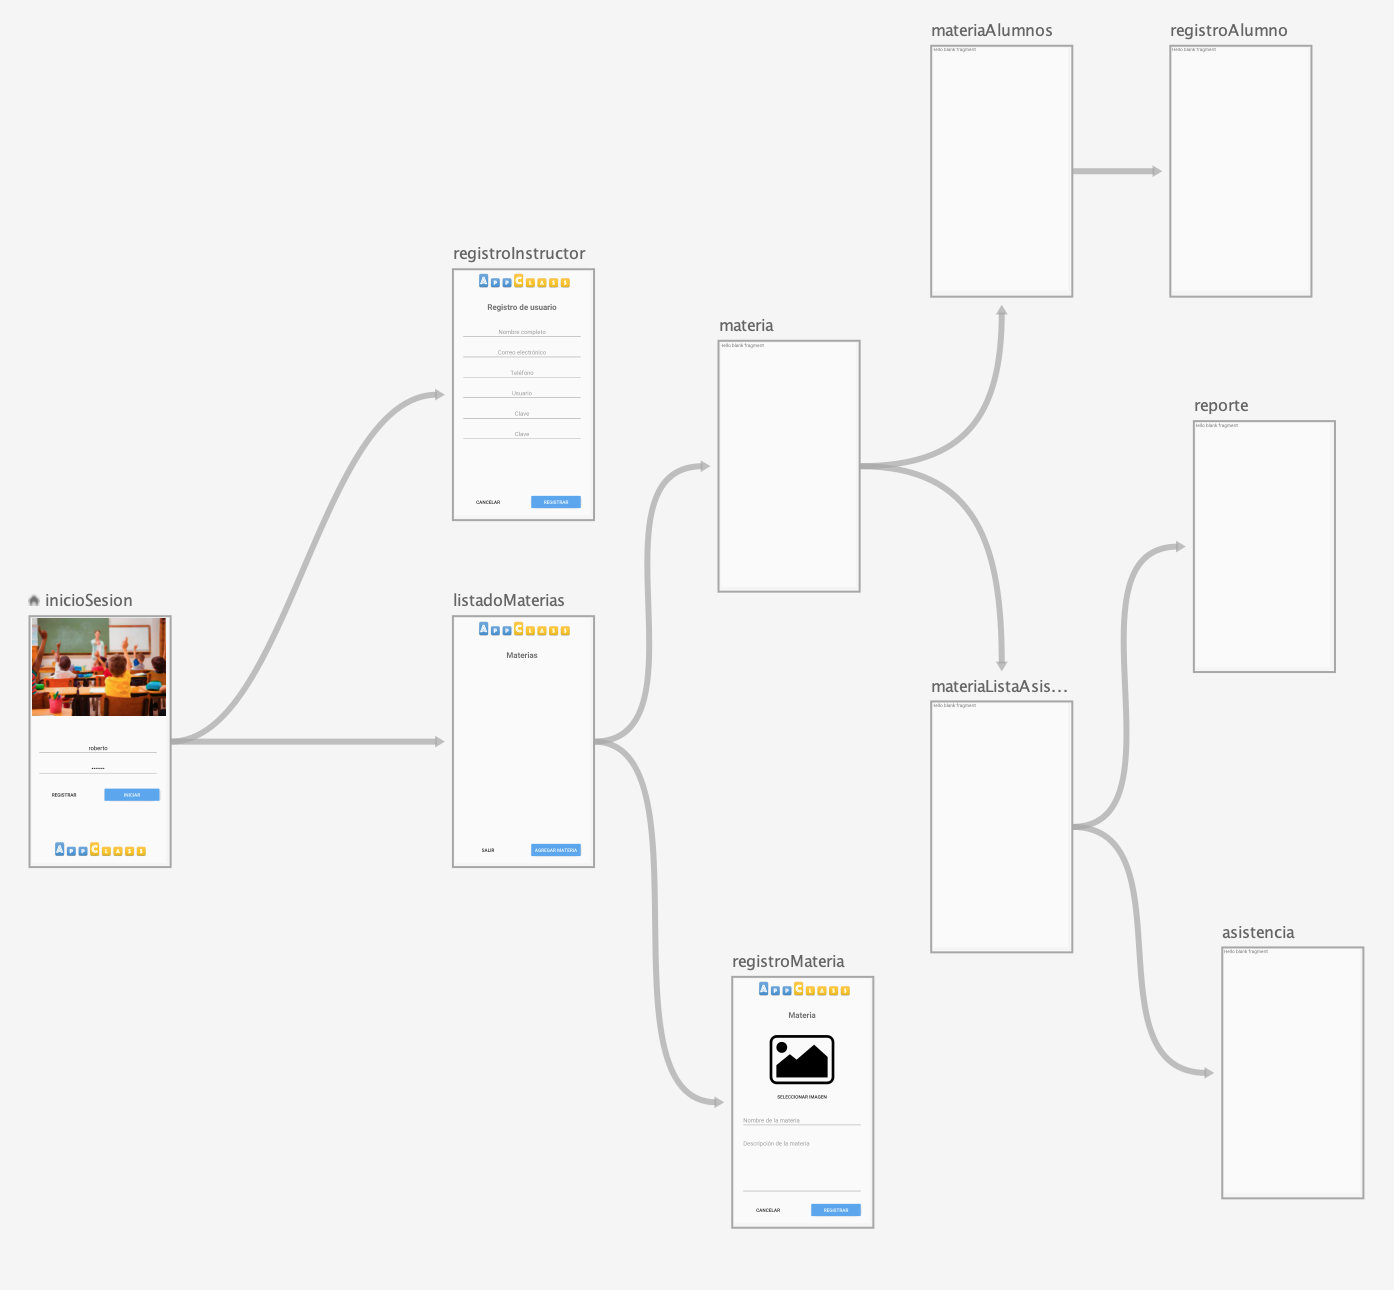 materiaAlumnos
Hello blank fragment
registroAlumno
Hello blank fragment
registroInstructor
APPCLASS
Registro de usuario
Nombre completo
Correo electrónico
Teléfono
Usuario
Clave
Clave
CANCELAR REGISTRAR
materia
Hello blank fragment
reporte
Hello blank fragment
inicioSesion
roberto
•••••••
REGISTRAR INICIAR
APPCLASS
listadoMaterias
APPCLASS
Materias
SALIR AGREGAR MATERIA
materiaListaAsis...
Hello blank fragment
asistencia
Hello blank fragment
registroMateria
APPCLASS
Materia
SELECCIONAR IMAGEN
Nombre de la materia
Descripción de la materia
CANCELAR REGISTRAR